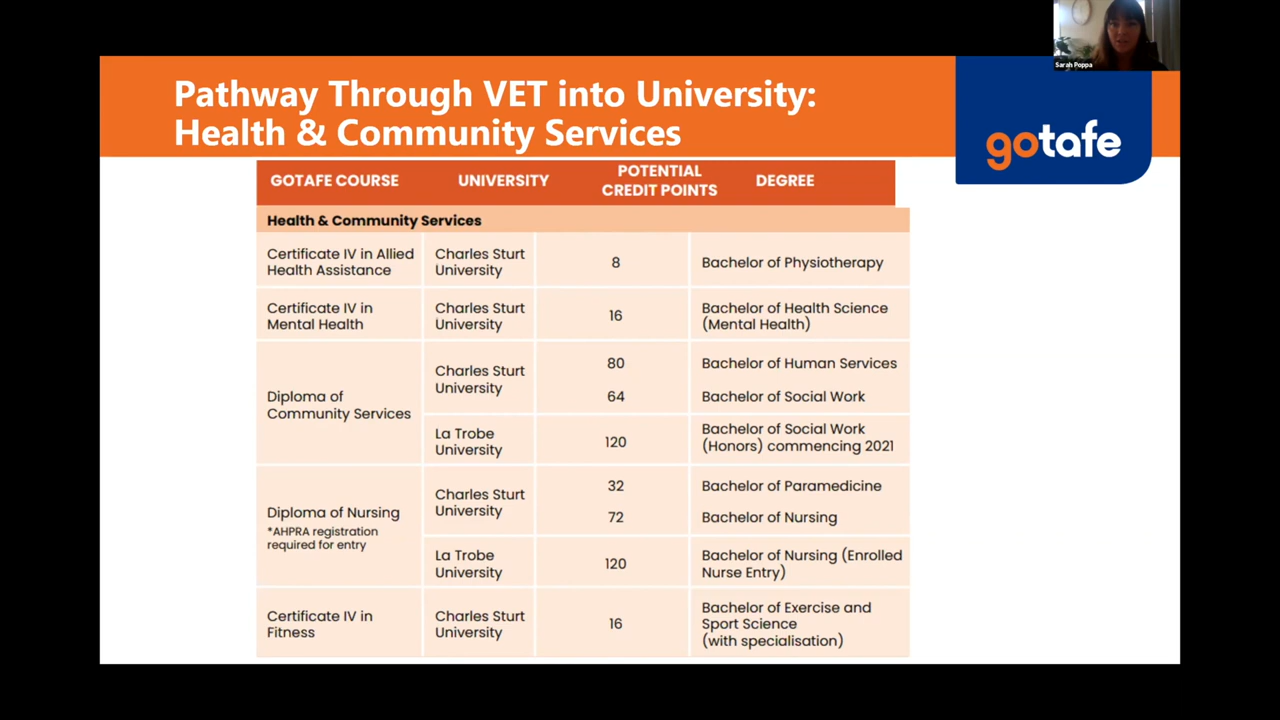 Sarah Poppa
Pathway Through VET into University:
Health & Community Services
gotafe
GOTAFE COURSE UNIVERSITY POTENTIAL CREDIT POINTS DEGREE
Health & Community Services
Certificate IV in Allied
Health Assistance
Charles Sturt
University
8
Bachelor of Physiotherapy
Certificate IV in
Mental Health
Charles Sturt
University
16
Bachelor of Health Science
(Mental Health)
Diploma of
Community Services
Charles Sturt
University
80
Bachelor of Human Services
64
Bachelor of Social Work
La Trobe
University
120
Bachelor of Social Work
(Honors) commencing 2021
Diploma of Nursing
*AHPRA registration
required for entry
Charles Sturt
University
32
Bachelor of Paramedicine
72
Bachelor of Nursing
La Trobe
University
120
Bachelor of Nursing (Enrolled
Nurse Entry)
Certificate IV in
Fitness
Charles Sturt
University
16
Bachelor of Exercise and
Sport Science
(with specialisation)